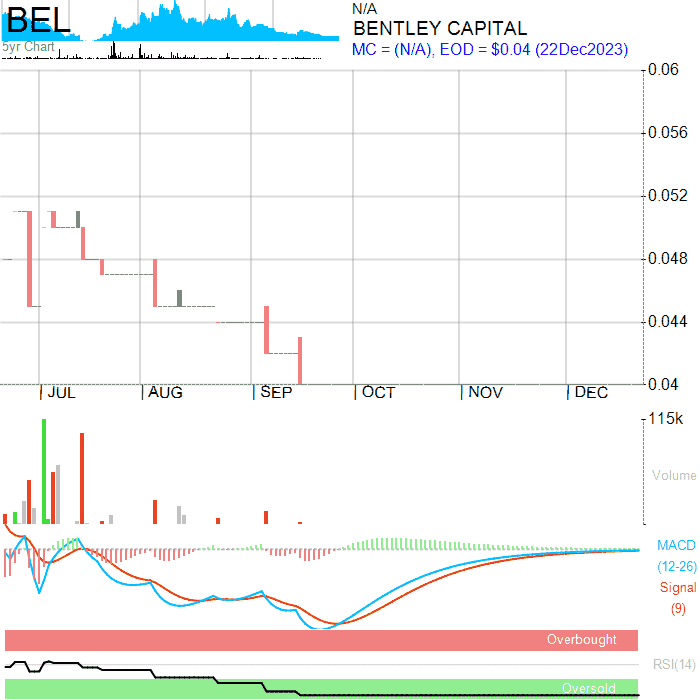 BEL
5yr Chart
N/A
BENTLEY CAPITAL
MC = (N/A), EOD = $0.04 (22Dec2023)
0.06
0.056
0.052
0.048
0.044
0.04
JUL AUG SEP OCT NOV DEC
115k
Volume
MACD
(12-26)
Signal
(9)
Overbought
RSI(14)
Oversold